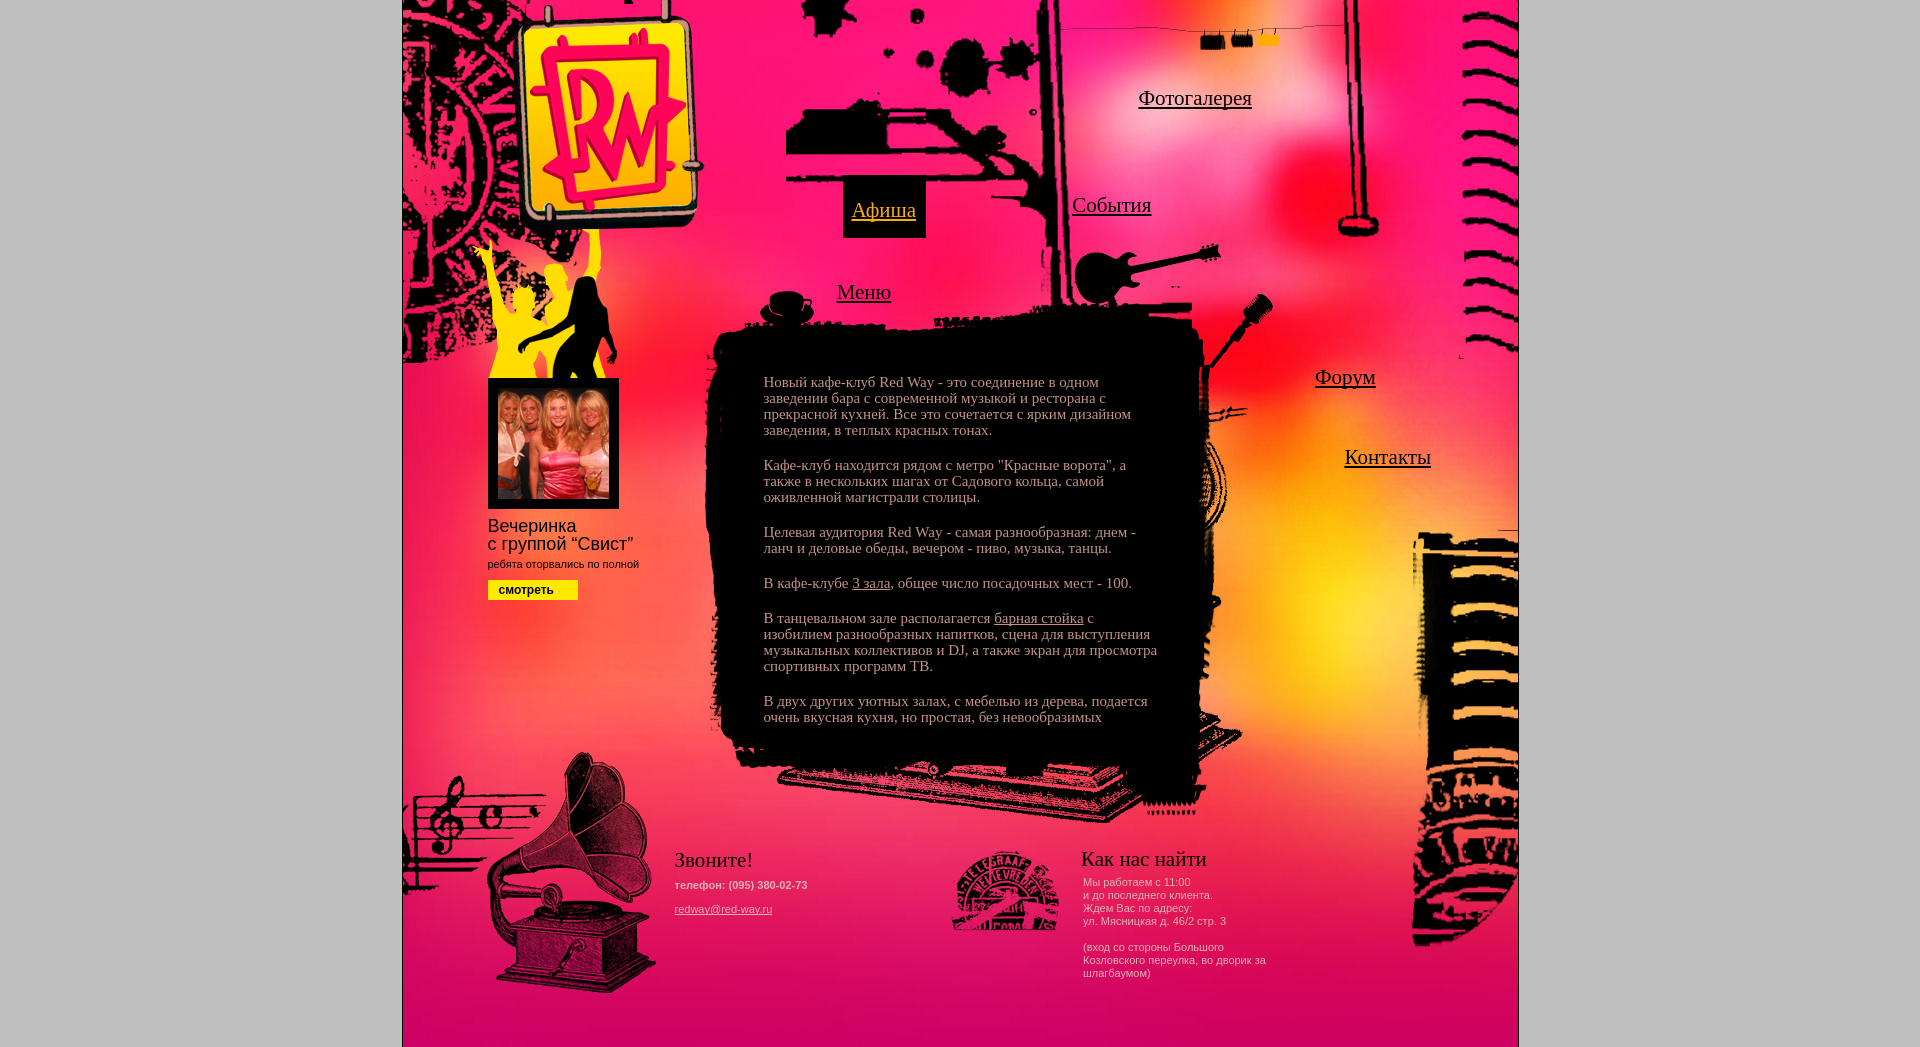 RW
Фотогалерея
События
Афиша
Меню
Форум
Контакты
Новый кафе-клуб Red Way - это соединение в одном
заведении бара с современной музыкой и ресторана с
прекрасной кухней. Все это сочетается с ярким дизайном
заведения, в теплых красных тонах.
Кафе-клуб находится рядом с метро "Красные ворота", а
также в нескольких шагах от Садового кольца, самой
оживленной магистрали столицы.
Целевая аудитория Red Way - самая разнообразная: днем -
ланч и деловые обеды, вечером - пиво, музыка, танцы.
В кафе-клубе 3 зала, общее число посадочных мест - 100.
В танцевальном зале располагается барная стойка с
изобилием разнообразных напитков, сцена для выступления
музыкальных коллективов и DJ, а также экран для просмотра
спортивных программ ТВ.
В двух других уютных залах, с мебелью из дерева, подается
очень вкусная кухня, но простая, без невообразимых
Вечеринка
с группой “Свист”
ребята оторвались по полной
смотреть
Звоните!
телефон: (095) 380-02-73
redway@red-way.ru
Как нас найти
Мы работаем с 11:00
и до последнего клиента.
Ждем Вас по адресу:
ул. Мясницкая д. 46/2 стр. 3
(вход со стороны Большого
Козловского переулка, во дворик за
шлагбаумом)